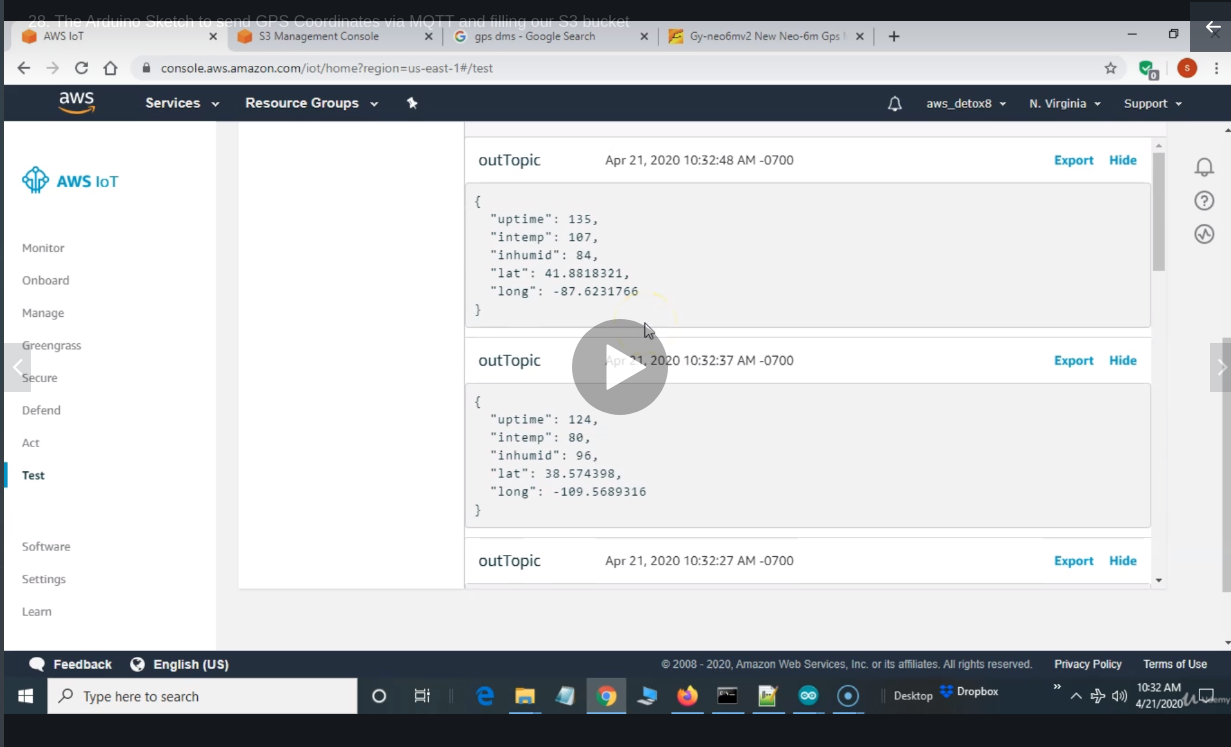 28. The Arduino Sketch to send GPS Coordinates via MQTT and filling our S3 bucket
AWS IoT
S3 Management Console
gps dms - Google Search
Gy-neo6mv2 New Neo-6m Gps
console.aws.amazon.com/iot/home?region=us-east-1#/test
0
S
aws
Services
Resource Groups
aws_detox8
N. Virginia
Support
AWS IoT
Monitor
Onboard
Manage
Greengrass
Secure
Defend
Act
Test
Software
Settings
Learn
outTopic
Apr 21, 2020 10:32:48 AM -0700
Export
Hide
{
"uptime": 135,
"intemp": 107,
"inhumid": 84,
"lat": 41.8818321,
"long": -87.6231766
}
outTopic
Apr 21, 2020 10:32:37 AM -0700
Export
Hide
{
"uptime": 124,
"intemp": 80,
"inhumid": 96,
"lat": 38.574398,
"long": -109.5689316
}
outTopic
Apr 21, 2020 10:32:27 AM -0700
Export
Hide
Feedback
English (US)
© 2008 - 2020, Amazon Web Services, Inc. or its affiliates. All rights reserved.
Privacy Policy
Terms of Use
Type here to search
Desktop
Dropbox
10:32 AM
4/21/2020
Udemy